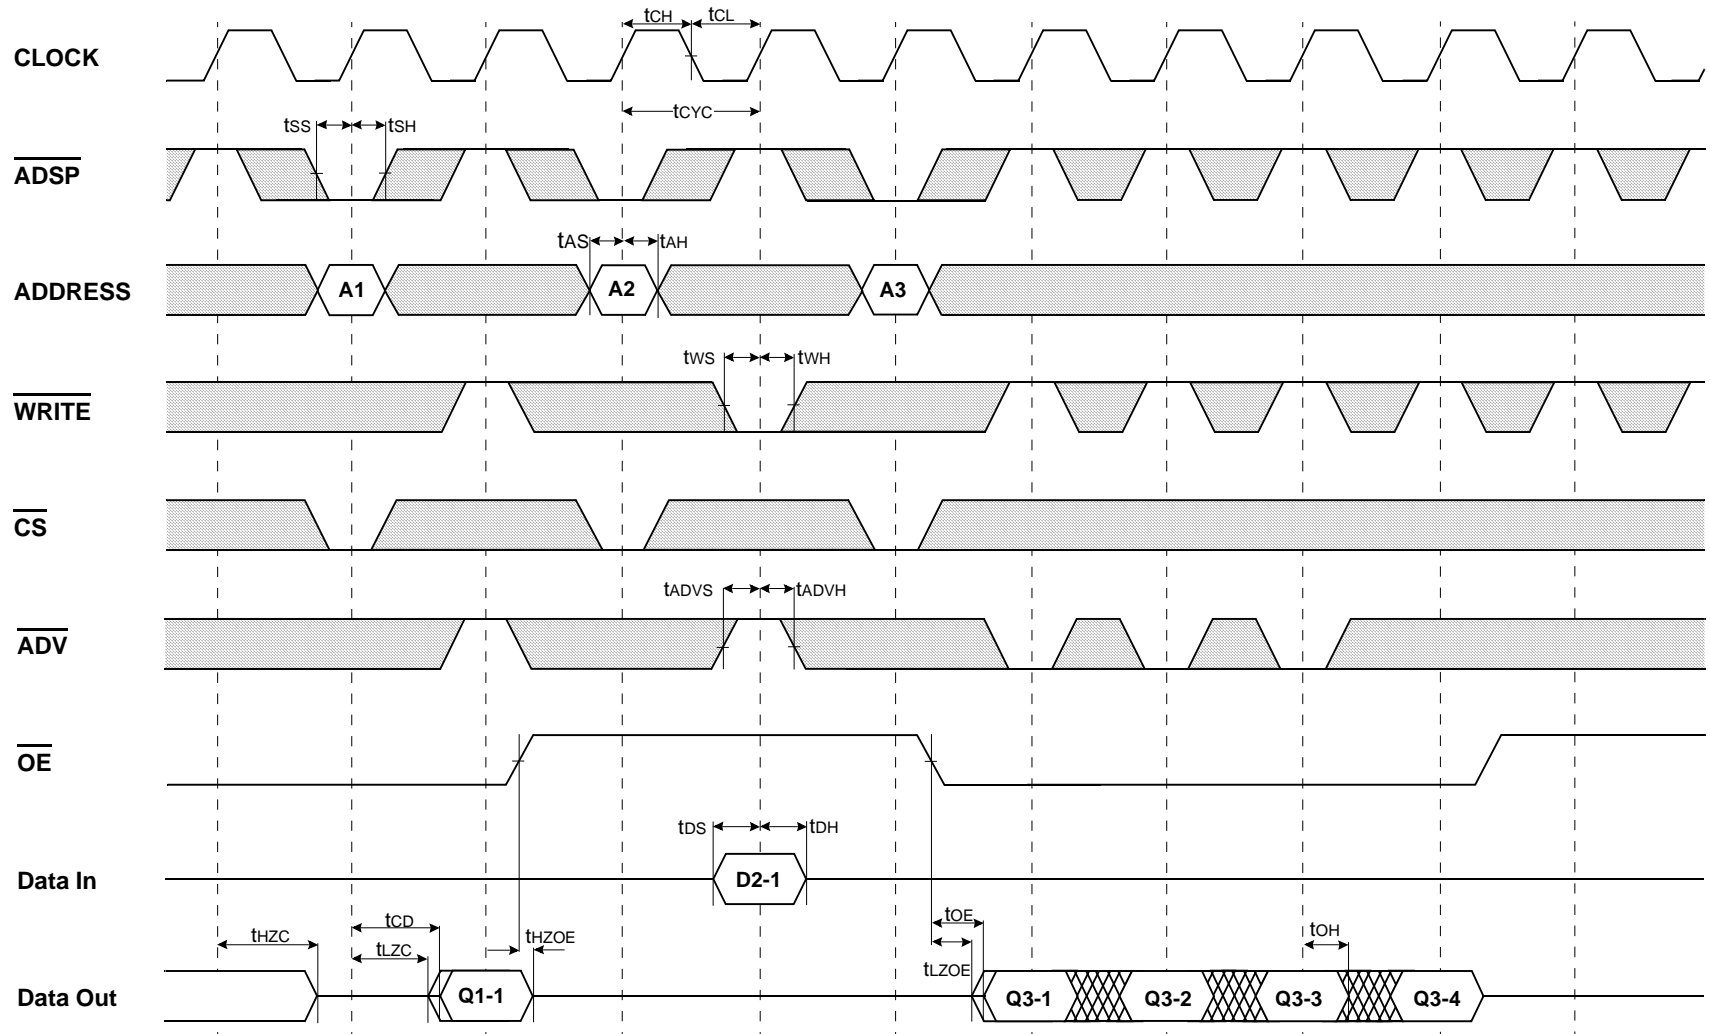 tCH tCL
CLOCK
tCYC
tSS tSH
ADSP
tAS tAH
ADDRESS A1 A2 A3
tWS tWH
WRITE
CS
tADVS tADVH
ADV
OE
tDS tDH
Data In D2-1
tHZC tCD tLZC tHZOE tOE tLZOE tOH
Data Out Q1-1 Q3-1 Q3-2 Q3-3 Q3-4